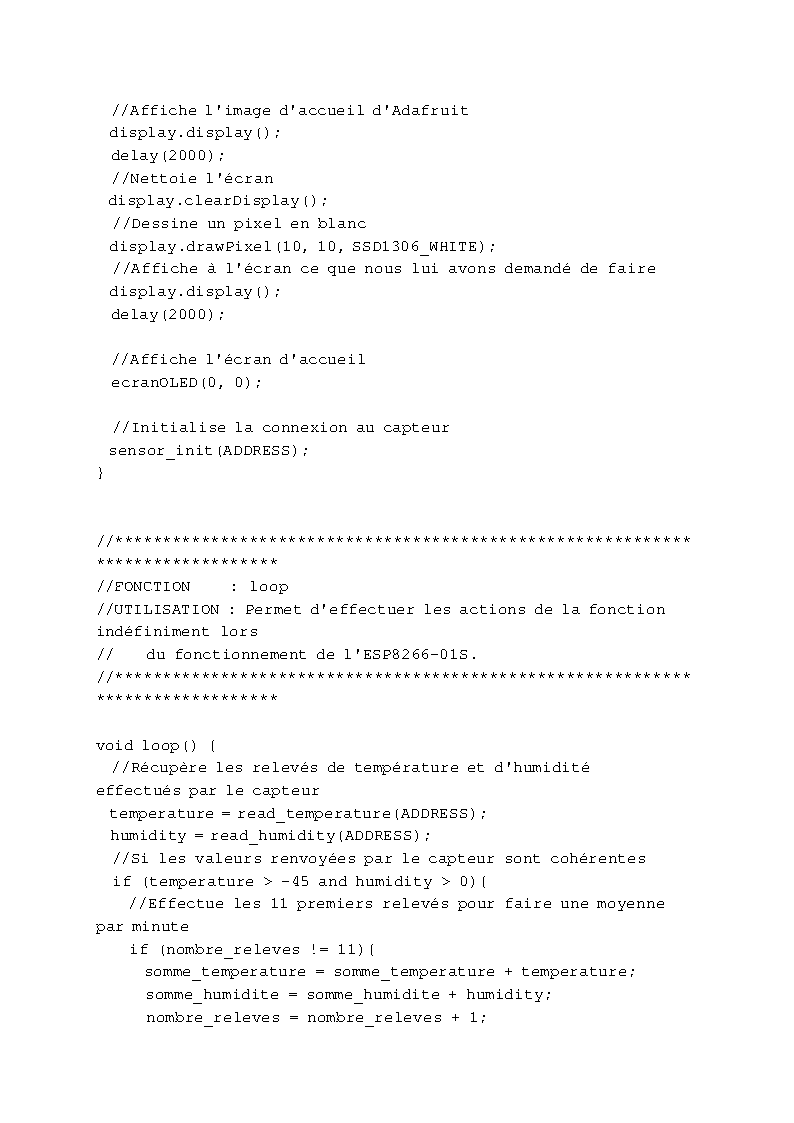 //Affiche l'image d'accueil d'Adafruit
display.display();
delay(2000);
//Nettoie l'écran
display.clearDisplay();
//Dessine un pixel en blanc
display.drawPixel(10, 10, SSD1306_WHITE);
//Affiche à l'écran ce que nous lui avons demandé de faire
display.display();
delay(2000);
//Affiche l'écran d'accueil
ecranOLED(0, 0);
//Initialise la connexion au capteur
sensor_init(ADDRESS);
}
//************************************************************
*******************
//FONCTION    : loop
//UTILISATION : Permet d'effectuer les actions de la fonction
indéfiniment lors
//   du fonctionnement de l'ESP8266-01S.
//************************************************************
*******************
void loop() {
//Récupère les relevés de température et d'humidité
effectués par le capteur
temperature = read_temperature(ADDRESS);
humidity = read_humidity(ADDRESS);
//Si les valeurs renvoyées par le capteur sont cohérentes
if (temperature > -45 and humidity > 0){
//Effectue les 11 premiers relevés pour faire une moyenne
par minute
if (nombre_releves != 11){
somme_temperature = somme_temperature + temperature;
somme_humidite = somme_humidite + humidity;
nombre_releves = nombre_releves + 1;